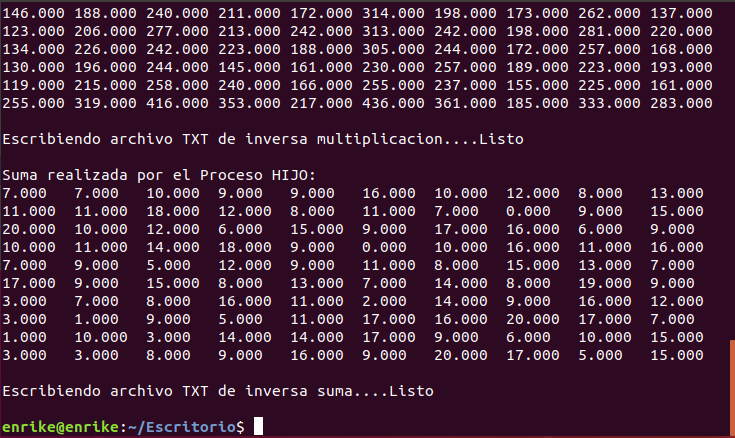 146.000 188.000 240.000 211.000 172.000 314.000 198.000 173.000 262.000 137.000
123.000 206.000 277.000 213.000 242.000 313.000 242.000 198.000 281.000 220.000
134.000 226.000 242.000 223.000 188.000 305.000 244.000 172.000 257.000 168.000
130.000 196.000 244.000 145.000 161.000 230.000 257.000 189.000 223.000 193.000
119.000 215.000 258.000 240.000 166.000 255.000 237.000 155.000 225.000 161.000
255.000 319.000 416.000 353.000 217.000 436.000 361.000 185.000 333.000 283.000
Escribiendo archivo TXT de inversa multiplicacion....Listo
Suma realizada por el Proceso HIJO:
7.000 7.000 10.000 9.000 9.000 16.000 10.000 12.000 8.000 13.000
11.000 11.000 18.000 12.000 8.000 11.000 7.000 0.000 9.000 15.000
20.000 10.000 12.000 6.000 15.000 9.000 17.000 16.000 6.000 9.000
10.000 11.000 14.000 18.000 9.000 0.000 10.000 16.000 11.000 16.000
7.000 9.000 5.000 12.000 9.000 11.000 8.000 15.000 13.000 7.000
17.000 9.000 15.000 8.000 13.000 7.000 14.000 8.000 19.000 9.000
3.000 7.000 8.000 16.000 11.000 2.000 14.000 9.000 16.000 12.000
3.000 1.000 9.000 5.000 11.000 17.000 16.000 20.000 17.000 7.000
1.000 10.000 3.000 14.000 14.000 17.000 9.000 6.000 10.000 15.000
3.000 3.000 8.000 9.000 16.000 9.000 20.000 17.000 5.000 15.000
Escribiendo archivo TXT de inversa suma....Listo
enrike@enrike:~/Escritorio$